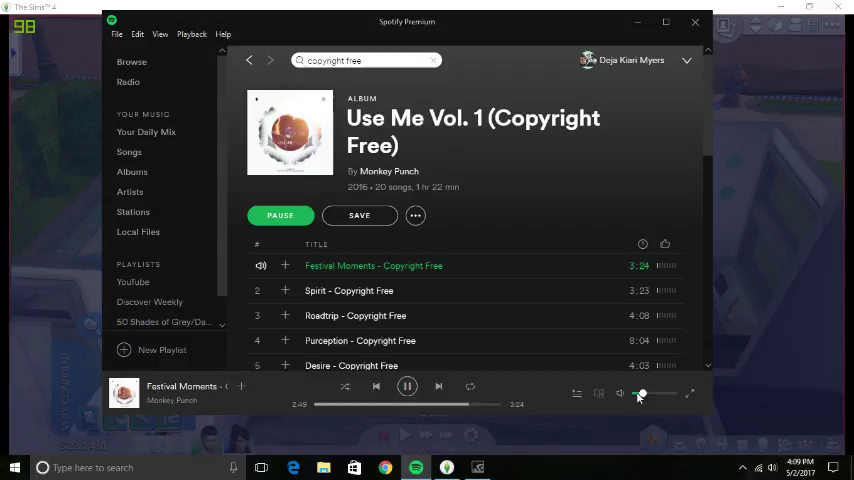 The Sims™ 4
98
Spotify Premium
File Edit View Playback Help
copyright free
Deja Kiari Myers
Browse
Radio
YOUR MUSIC
Your Daily Mix
Songs
Albums
Artists
Stations
Local Files
PLAYLISTS
YouTube
Discover Weekly
50 Shades of Grey/Da...
New Playlist
ALBUM
Use Me Vol. 1 (Copyright
Free)
By Monkey Punch
2016 • 20 songs, 1 hr 22 min
PAUSE SAVE
# TITLE
Festival Moments - Copyright Free 3:24
2 Spirit - Copyright Free 3:23
3 Roadtrip - Copyright Free 4:08
4 Purception - Copyright Free 8:04
5 Desire - Copyright Free 4:03
Festival Moments - C
Monkey Punch
2:49 3:24
VERY CONFIDENT
Type here to search
4:09 PM
5/2/2017